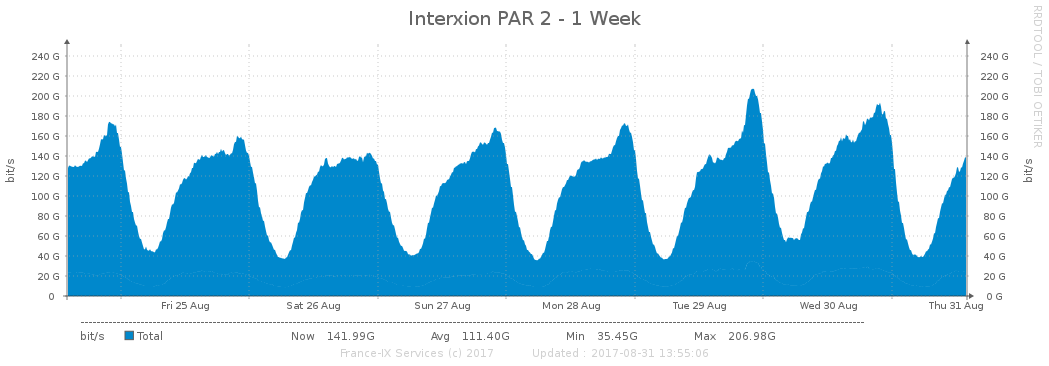 Interxion PAR 2 - 1 Week
RRDTOOL / TOBI OETIKER
240 G 240 G
220 G 220 G
200 G 200 G
180 G 180 G
160 G 160 G
140 G 140 G
120 G 120 G
100 G 100 G
80 G 80 G
60 G 60 G
40 G 40 G
20 G 20 G
0 0 G
bit/s
bit/s
Fri 25 Aug Sat 26 Aug Sun 27 Aug Mon 28 Aug Tue 29 Aug Wed 30 Aug Thu 31 Aug
bit/s Total Now 141.99G Avg 111.40G Min 35.45G Max 206.98G
France-IX Services (c) 2017 Updated : 2017-08-31 13:55:06